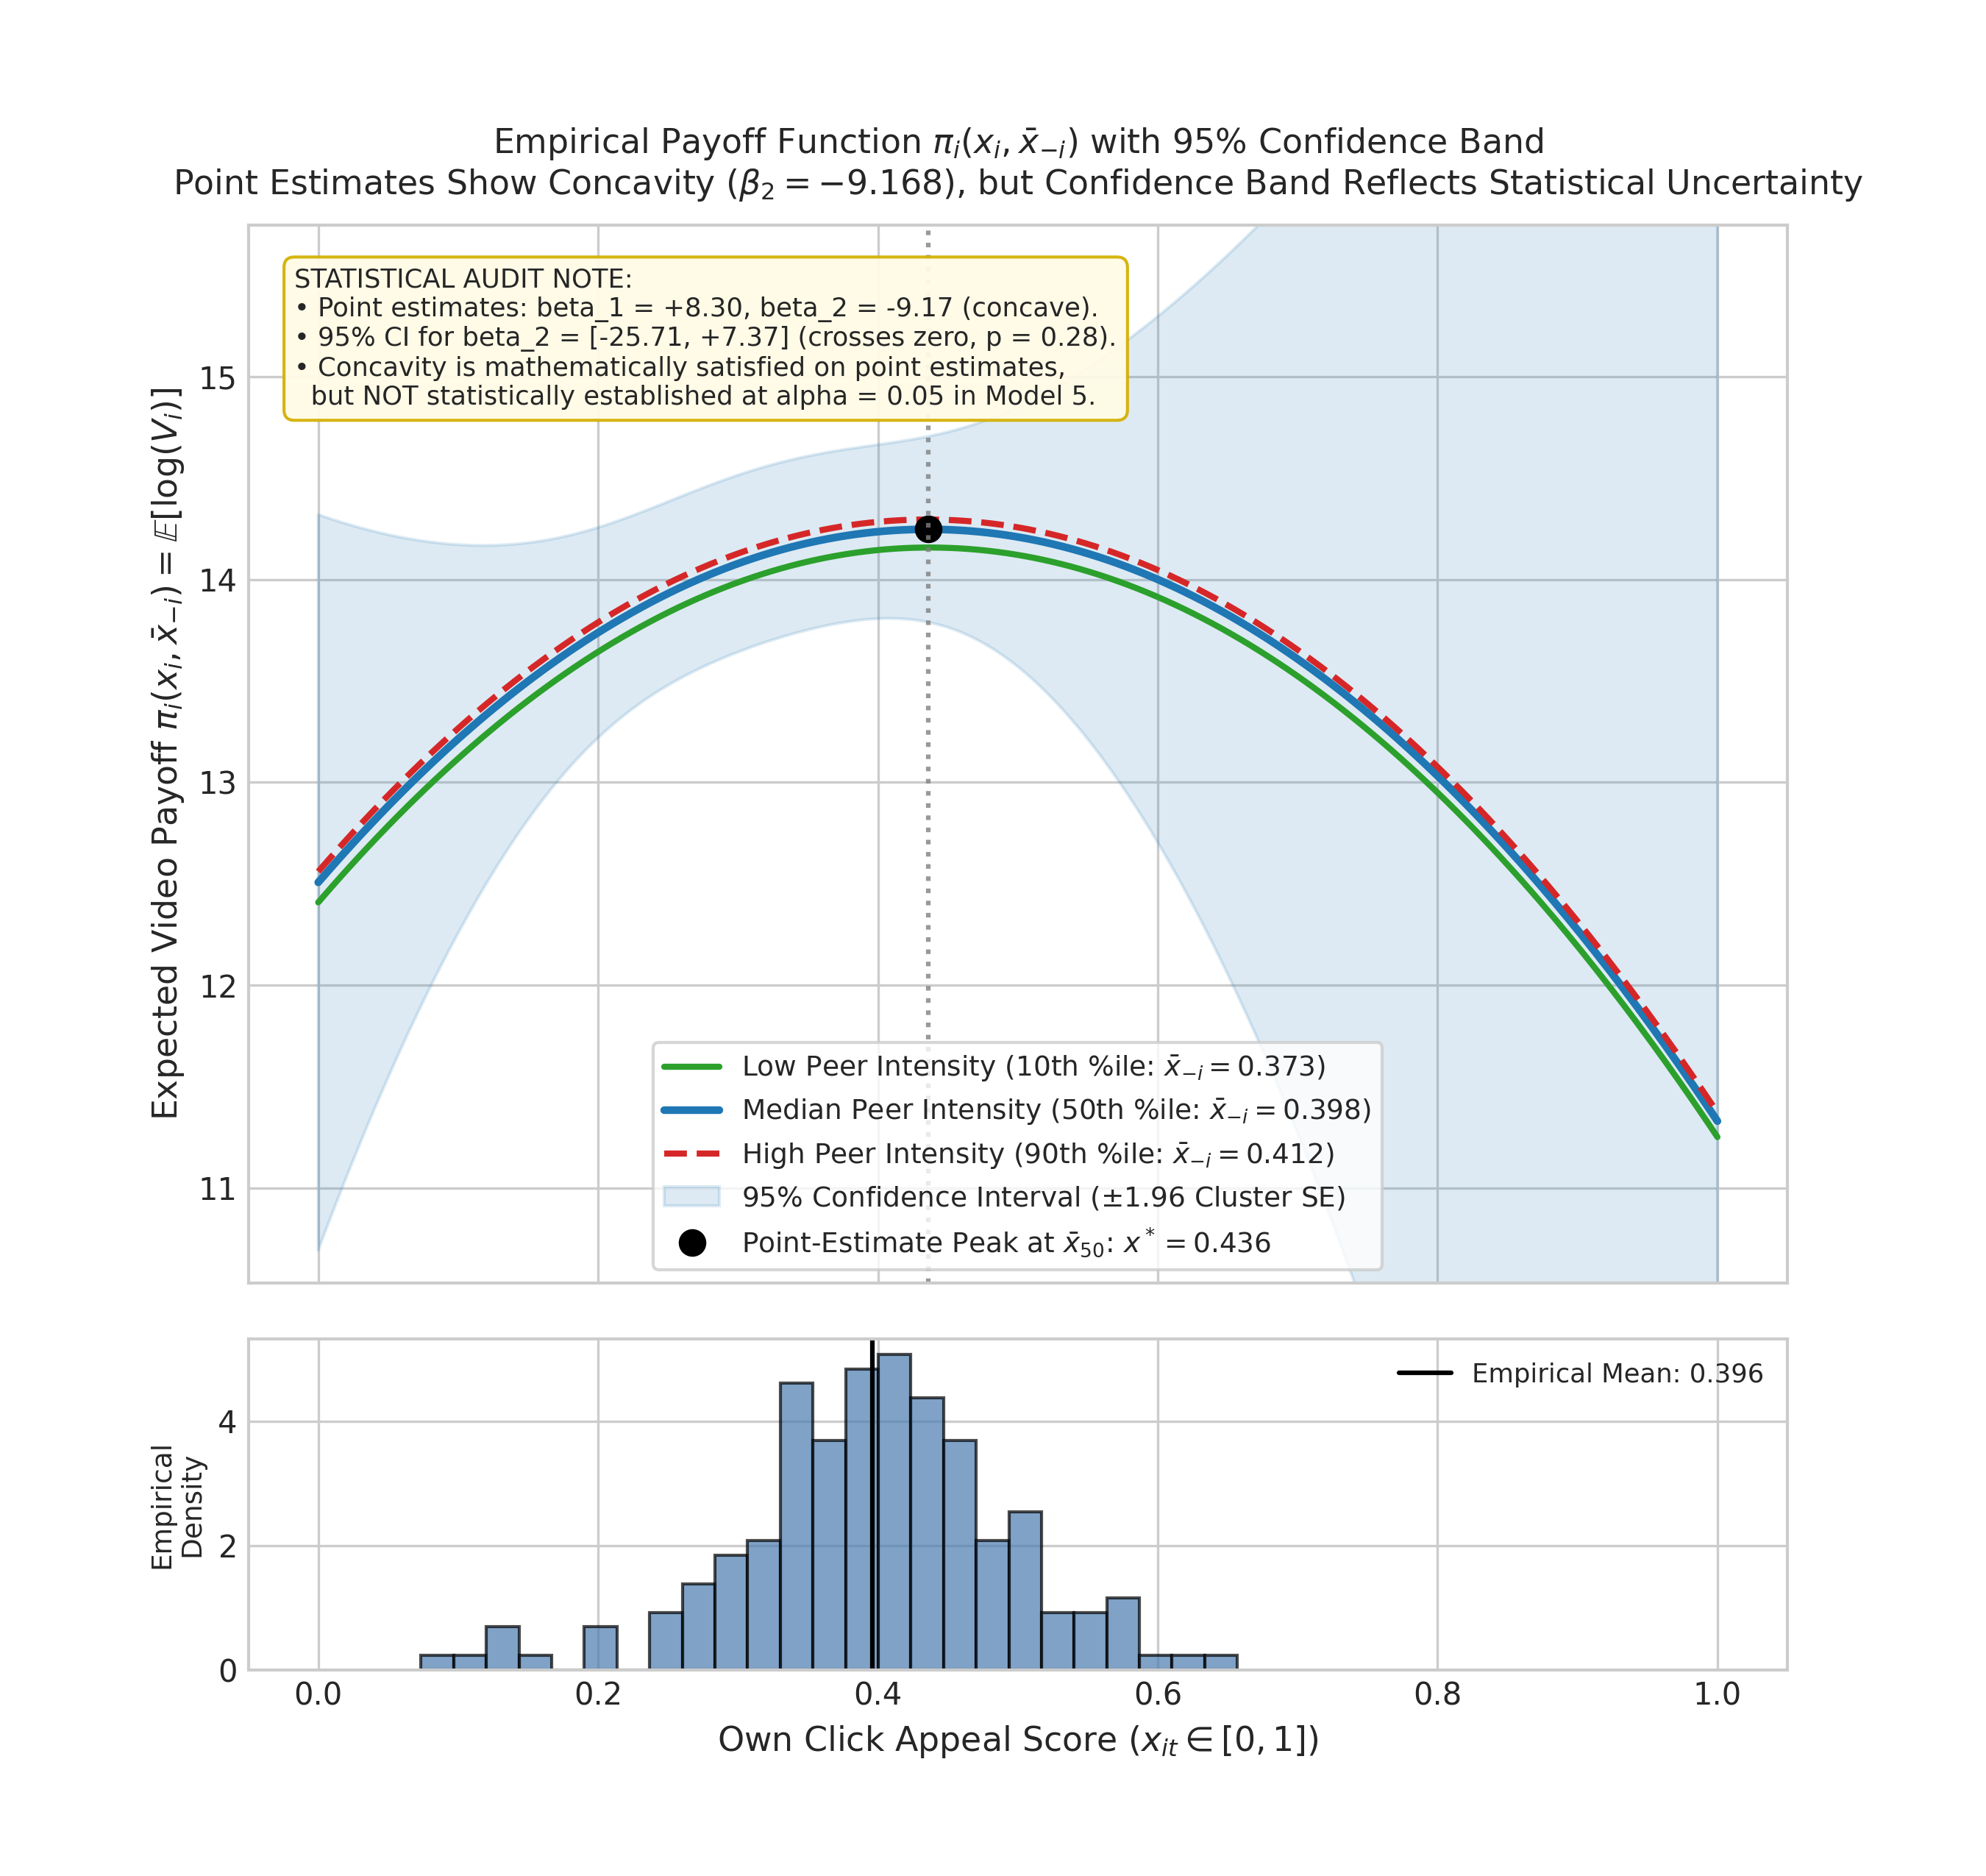 Empirical Payoff Function πᵢ(xᵢ, x̄₋ᵢ) with 95% Confidence Band
Point Estimates Show Concavity (β₂ = −9.168), but Confidence Band Reflects Statistical Uncertainty
STATISTICAL AUDIT NOTE:
• Point estimates: beta_1 = +8.30, beta_2 = -9.17 (concave).
• 95% CI for beta_2 = [-25.71, +7.37] (crosses zero, p = 0.28).
• Concavity is mathematically satisfied on point estimates,
but NOT statistically established at alpha = 0.05 in Model 5.
Expected Video Payoff πᵢ(xᵢ, x̄₋ᵢ) = 𝔼[log(Vᵢ)]
15
14
13
12
11
Low Peer Intensity (10th %ile: x̄₋ᵢ = 0.373)
Median Peer Intensity (50th %ile: x̄₋ᵢ = 0.398)
High Peer Intensity (90th %ile: x̄₋ᵢ = 0.412)
95% Confidence Interval (±1.96 Cluster SE)
Point-Estimate Peak at x̄₅₀: x* = 0.436
Empirical Mean: 0.396
Empirical
Density
4
2
0
0.0 0.2 0.4 0.6 0.8 1.0
Own Click Appeal Score (xᵢₜ ∈ [0, 1])